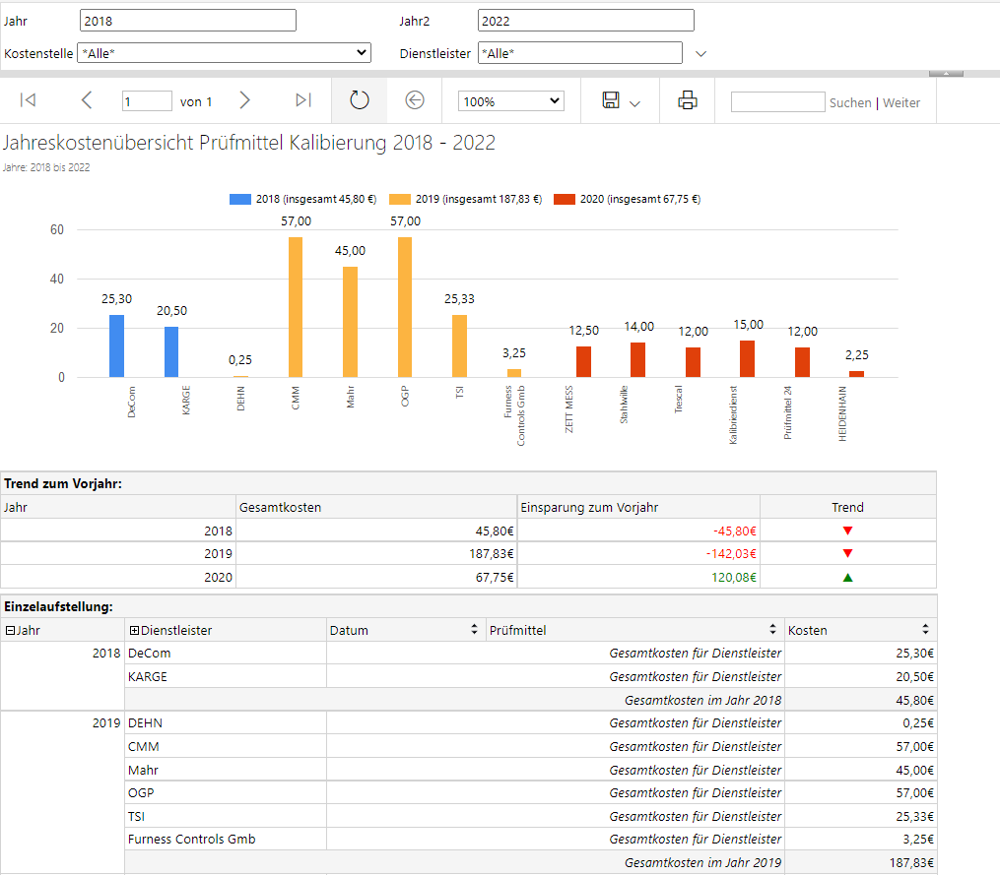 Jahr 2018 Jahr2 2022
Kostenstelle *Alle* Dienstleister *Alle*
1 von 1 100% Suchen | Weiter
Jahreskostenübersicht Prüfmittel Kalibierung 2018 - 2022
Jahre: 2018 bis 2022
2018 (insgesamt 45,80 €) 2019 (insgesamt 187,83 €) 2020 (insgesamt 67,75 €)
60
40
20
0
25,30 20,50 0,25 57,00 45,00 57,00 25,33 3,25 12,50 14,00 12,00 15,00 12,00 2,25
DeCom
KARGE
DEHN
CMM
Mahr
OGP
TSI
Furness
Controls Gmb
ZETT MESS
Stahlwille
Trescal
Kalibrierdienst
Prüfmittel 24
HEIDENHAIN
Trend zum Vorjahr:
Jahr Gesamtkosten Einsparung zum Vorjahr Trend
2018 45,80€ -45,80€ ▼
2019 187,83€ -142,03€ ▼
2020 67,75€ 120,08€ ▲
Einzelaufstellung:
Jahr Dienstleister Datum Prüfmittel Kosten
2018 DeCom Gesamtkosten für Dienstleister 25,30€
KARGE Gesamtkosten für Dienstleister 20,50€
Gesamtkosten im Jahr 2018 45,80€
2019 DEHN Gesamtkosten für Dienstleister 0,25€
CMM Gesamtkosten für Dienstleister 57,00€
Mahr Gesamtkosten für Dienstleister 45,00€
OGP Gesamtkosten für Dienstleister 57,00€
TSI Gesamtkosten für Dienstleister 25,33€
Furness Controls Gmb Gesamtkosten für Dienstleister 3,25€
Gesamtkosten im Jahr 2019 187,83€